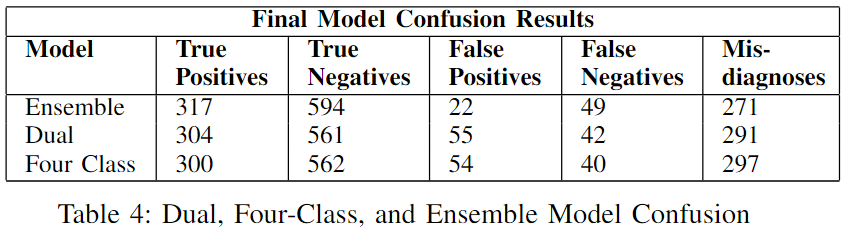 Final Model Confusion Results
Model True Positives True Negatives False Positives False Negatives Mis-diagnoses
Ensemble 317 594 22 49 271
Dual 304 561 55 42 291
Four Class 300 562 54 40 297
Table 4: Dual, Four-Class, and Ensemble Model Confusion